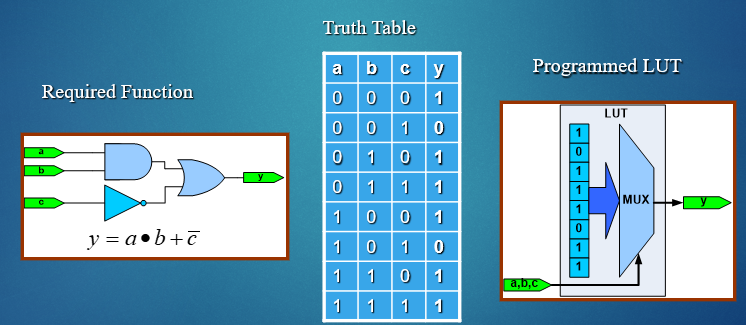 Required Function
a
b
c
y
y = a●b+c̅
Truth Table
a b c y
0 0 0 1
0 0 1 0
0 1 0 1
0 1 1 1
1 0 0 1
1 0 1 0
1 1 0 1
1 1 1 1
Programmed LUT
LUT
1
0
1
1
1
0
1
1
MUX
y
a,b,c